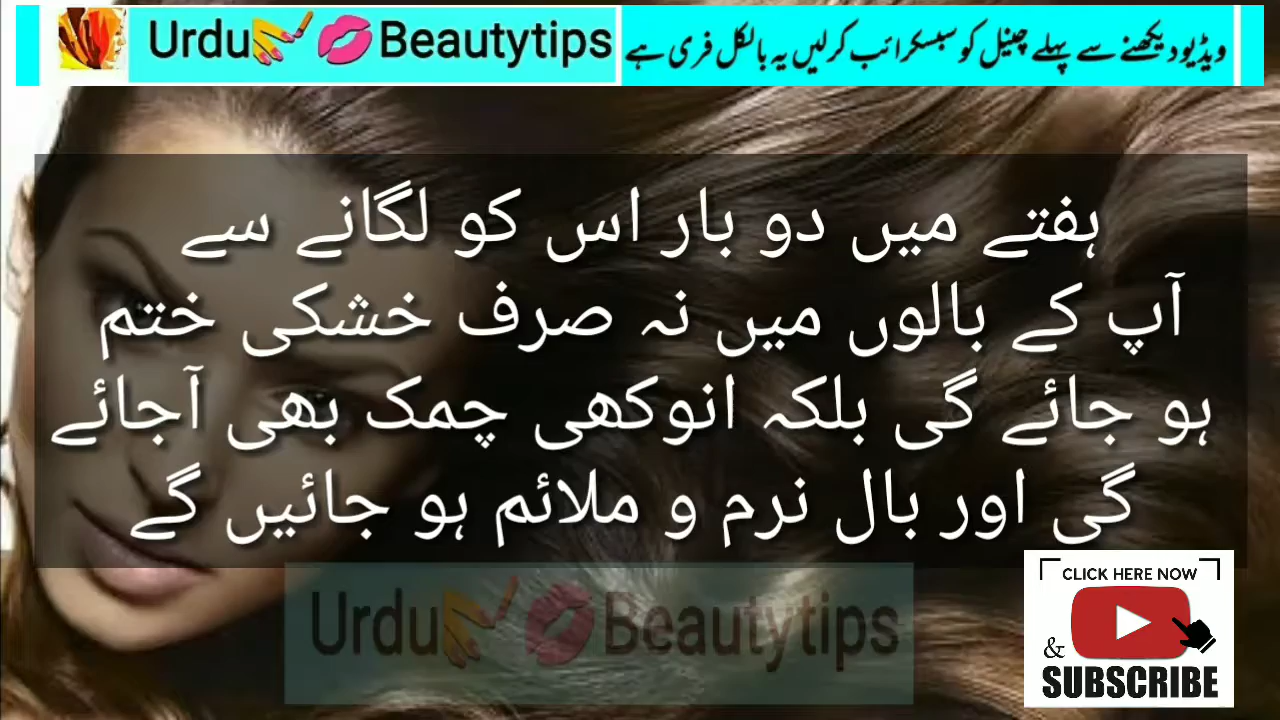 Urdu Beautytips
ویڈیو دیکھنے سے پہلے چینل کو سبسکرائب کرلیں یہ بالکل فری ہے
ہفتے میں دو بار اس کو لگانے سے
آپ کے بالوں میں نہ صرف خشکی ختم
ہو جائے گی بلکہ انوکھی چمک بھی آجائے
گی اور بال نرم و ملائم ہو جائیں گے
Urdu Beautytips
CLICK HERE NOW
&
SUBSCRIBE